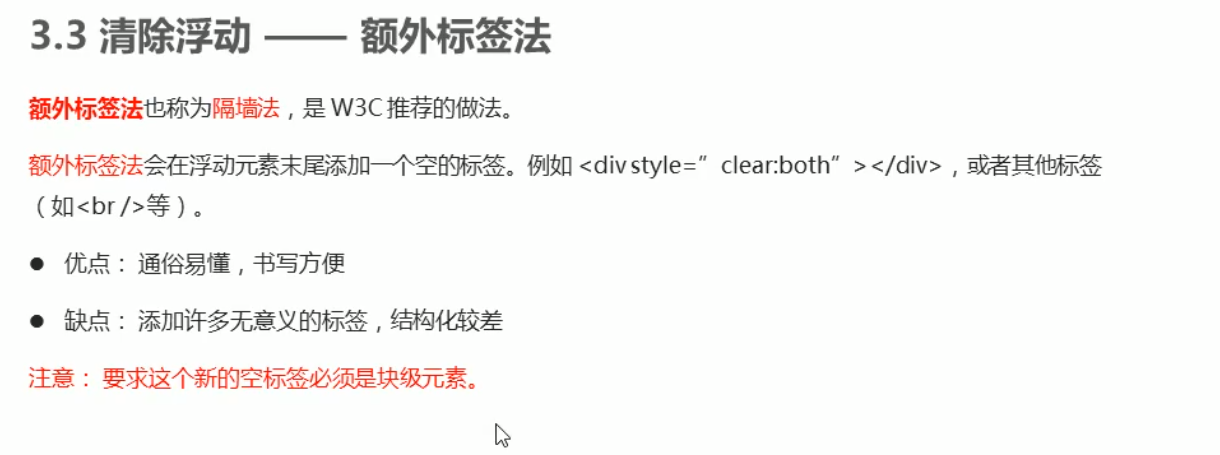 3.3 清除浮动 —— 额外标签法
额外标签法也称为隔墙法，是 W3C 推荐的做法。
额外标签法会在浮动元素末尾添加一个空的标签。例如 <div style=”clear:both”></div>，或者其他标签
（如<br />等）。
● 优点： 通俗易懂，书写方便
● 缺点： 添加许多无意义的标签，结构化较差
注意： 要求这个新的空标签必须是块级元素。